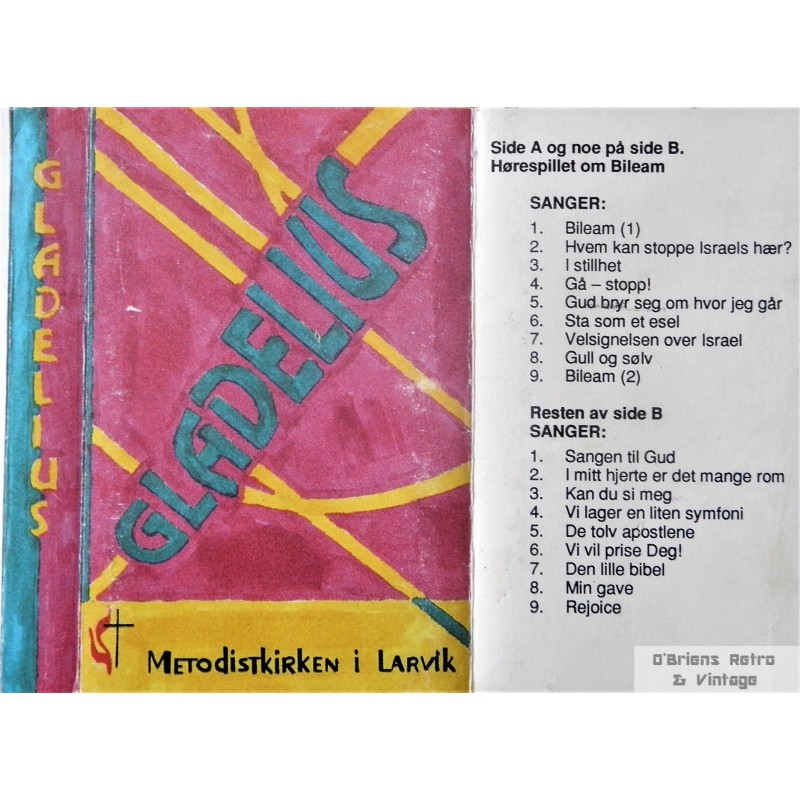 GLADELIUS
GLADELIUS
METODISTKIRKEN i LARVIK
Side A og noe på side B.
Hørespillet om Bileam
SANGER:
1. Bileam (1)
2. Hvem kan stoppe Israels hær?
3. I stillhet
4. Gå – stopp!
5. Gud bryr seg om hvor jeg går
6. Sta som et esel
7. Velsignelsen over Israel
8. Gull og sølv
9. Bileam (2)
Resten av side B
SANGER:
1. Sangen til Gud
2. I mitt hjerte er det mange rom
3. Kan du si meg
4. Vi lager en liten symfoni
5. De tolv apostlene
6. Vi vil prise Deg!
7. Den lille bibel
8. Min gave
9. Rejoice
O'Briens Retro
& Vintage